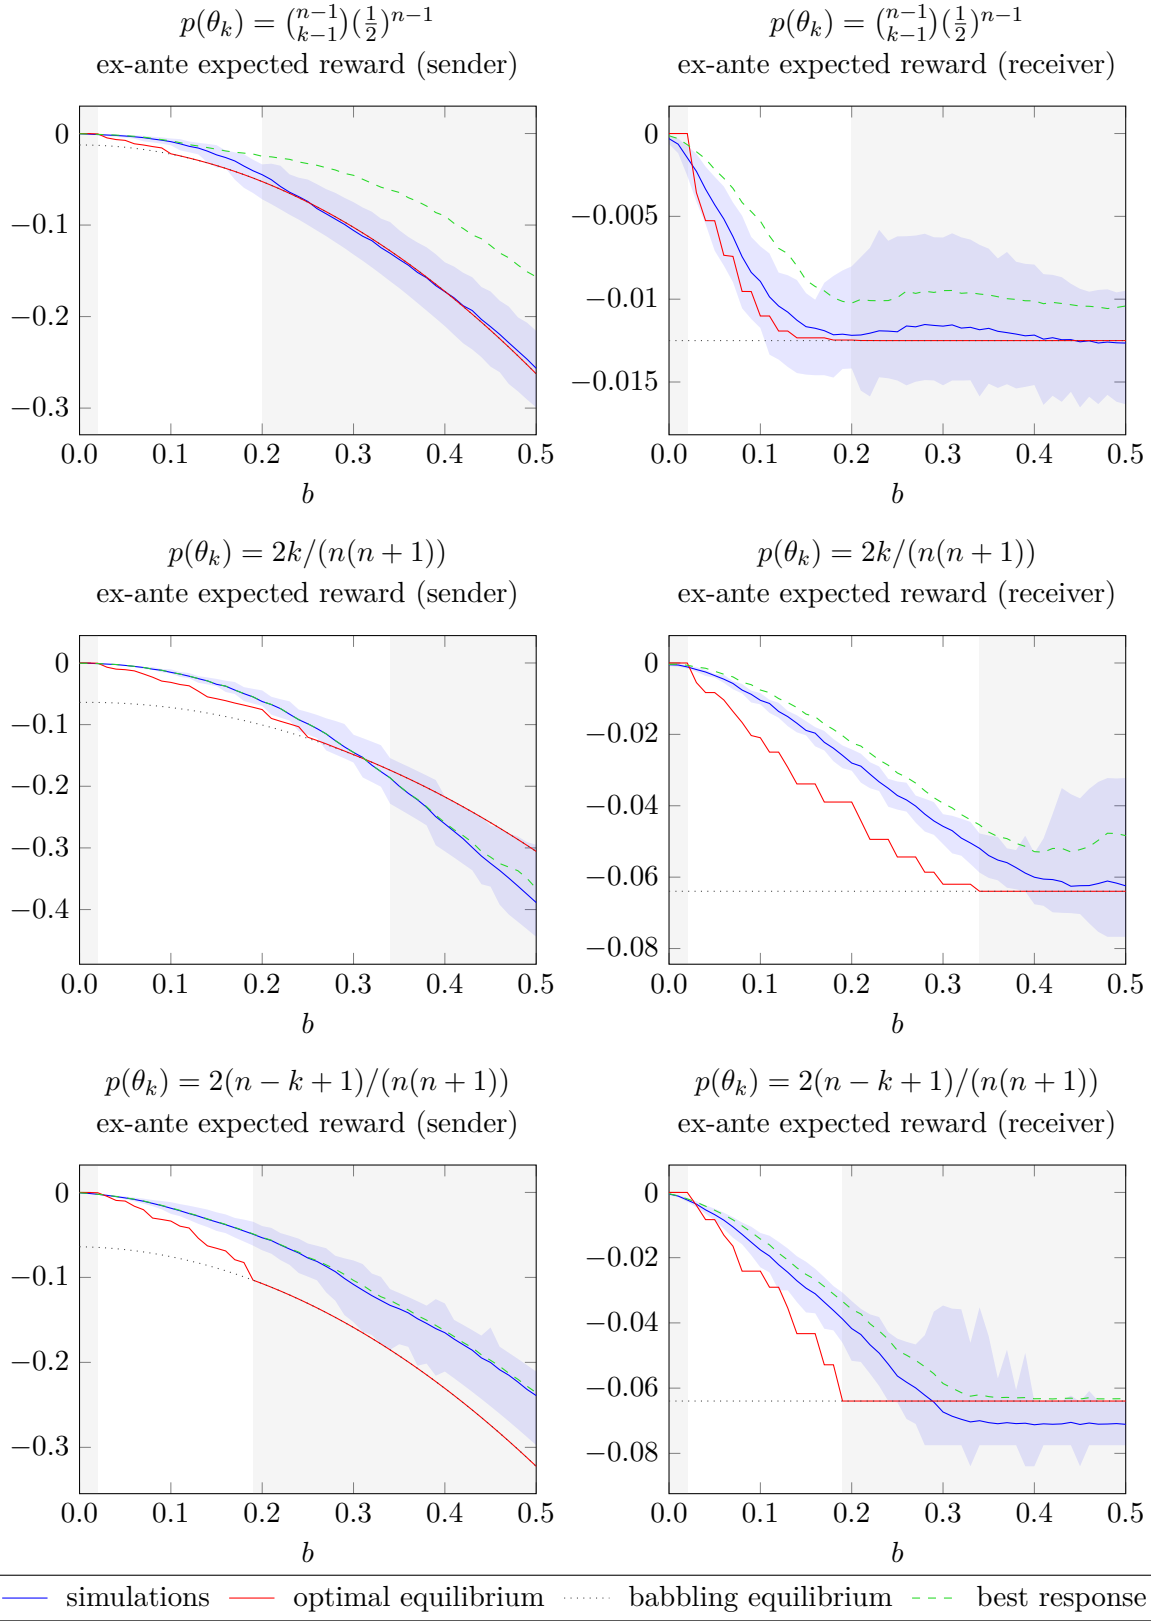 p(θ_k) = \binom{n−1}{k−1}(\frac{1}{2})^{n−1}
ex-ante expected reward (sender)
0
−0.1
−0.2
−0.3
0.0 0.1 0.2 0.3 0.4 0.5
b
p(θ_k) = \binom{n−1}{k−1}(\frac{1}{2})^{n−1}
ex-ante expected reward (receiver)
0
−0.005
−0.01
−0.015
0.0 0.1 0.2 0.3 0.4 0.5
b
p(θ_k) = 2k/(n(n + 1))
ex-ante expected reward (sender)
0
−0.1
−0.2
−0.3
−0.4
0.0 0.1 0.2 0.3 0.4 0.5
b
p(θ_k) = 2k/(n(n + 1))
ex-ante expected reward (receiver)
0
−0.02
−0.04
−0.06
−0.08
0.0 0.1 0.2 0.3 0.4 0.5
b
p(θ_k) = 2(n − k + 1)/(n(n + 1))
ex-ante expected reward (sender)
0
−0.1
−0.2
−0.3
0.0 0.1 0.2 0.3 0.4 0.5
b
p(θ_k) = 2(n − k + 1)/(n(n + 1))
ex-ante expected reward (receiver)
0
−0.02
−0.04
−0.06
−0.08
0.0 0.1 0.2 0.3 0.4 0.5
b
simulations optimal equilibrium babbling equilibrium best response